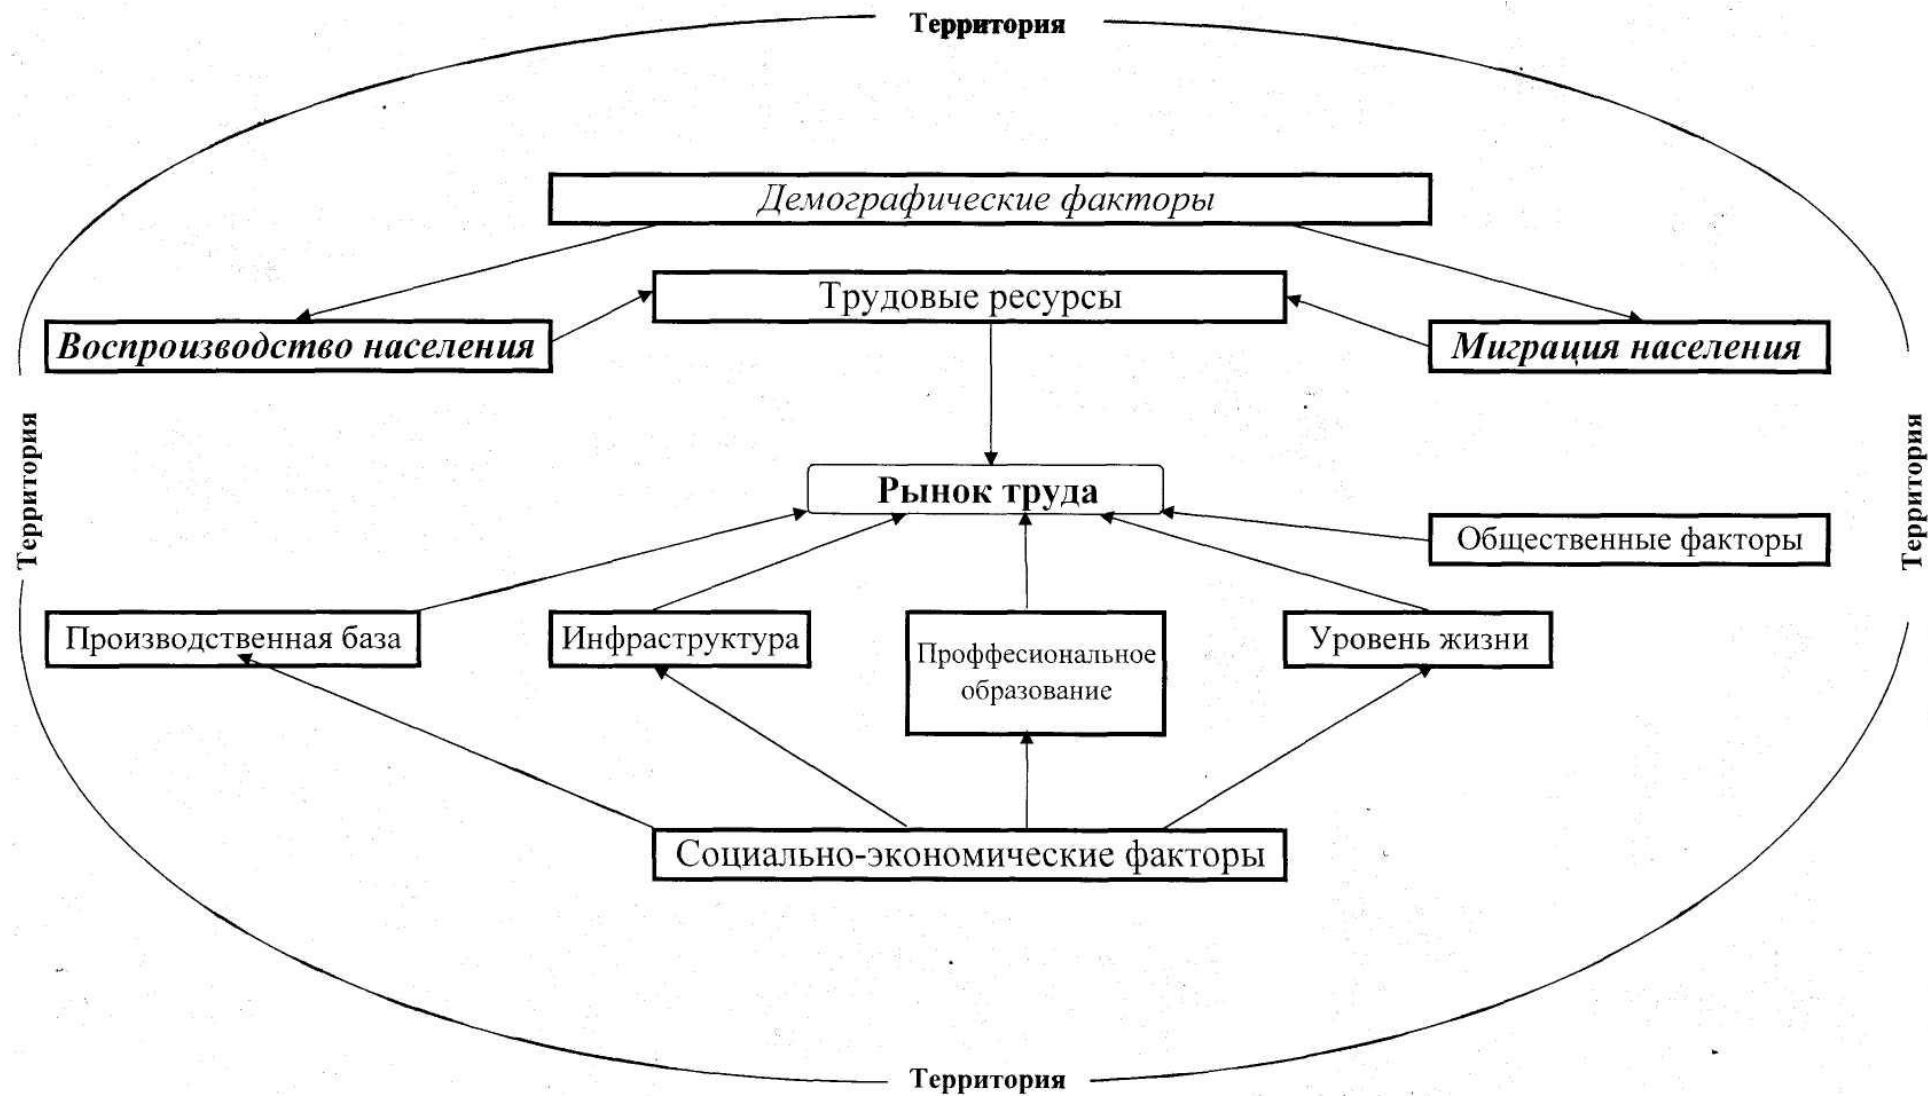 Территория
Демографические факторы
Трудовые ресурсы
Воспроизводство населения
Миграция населения
Территория
Территория
Рынок труда
Общественные факторы
Производственная база
Инфраструктура
Проффесиональное
образование
Уровень жизни
Социально-экономические факторы
Территория